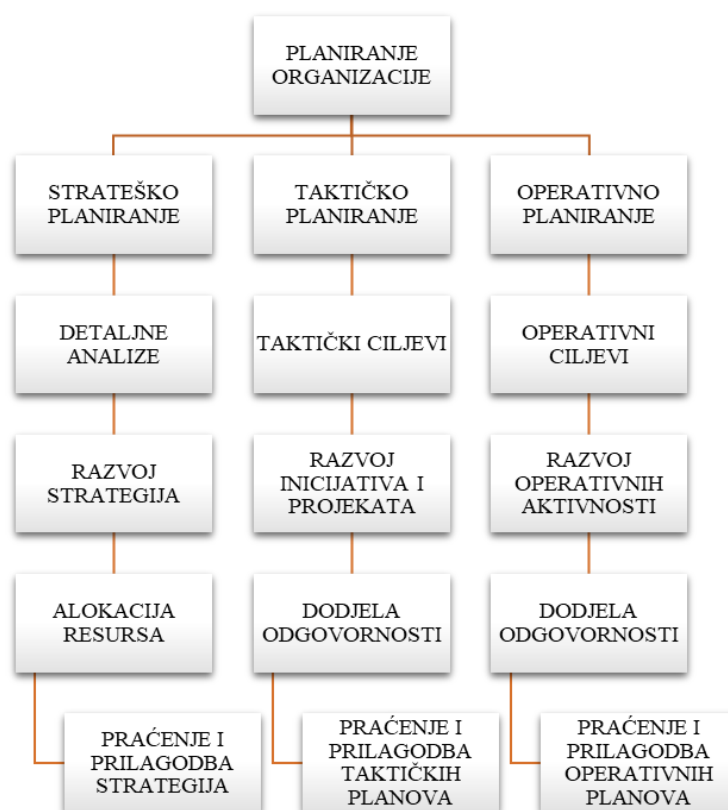 PLANIRANJE
ORGANIZACIJE
STRATEŠKO
PLANIRANJE
TAKTIČKO
PLANIRANJE
OPERATIVNO
PLANIRANJE
DETALJNE
ANALIZE
TAKTIČKI CILJEVI
OPERATIVNI
CILJEVI
RAZVOJ
STRATEGIJA
RAZVOJ
INICIJATIVA I
PROJEKATA
RAZVOJ
OPERATIVNIH
AKTIVNOSTI
ALOKACIJA
RESURSA
DODJELA
ODGOVORNOSTI
DODJELA
ODGOVORNOSTI
PRAĆENJE I
PRILAGODBA
STRATEGIJA
PRAĆENJE I
PRILAGODBA
TAKTIČKIH
PLANOVA
PRAĆENJE I
PRILAGODBA
OPERATIVNIH
PLANOVA